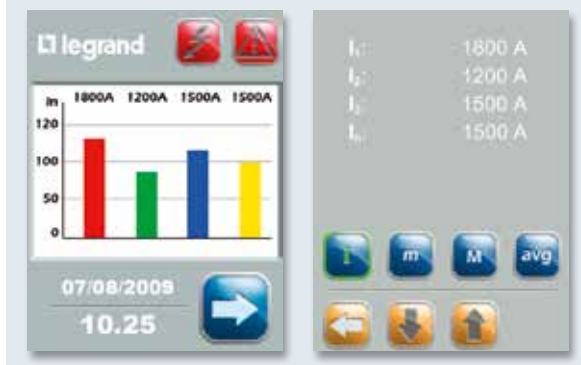 legrand
In 1800A 1200A 1500A 1500A
120
100
50
0
07/08/2009
10.25
I₁: 1800 A
I₂: 1200 A
I₃: 1500 A
Iₙ: 1500 A
I m M avg